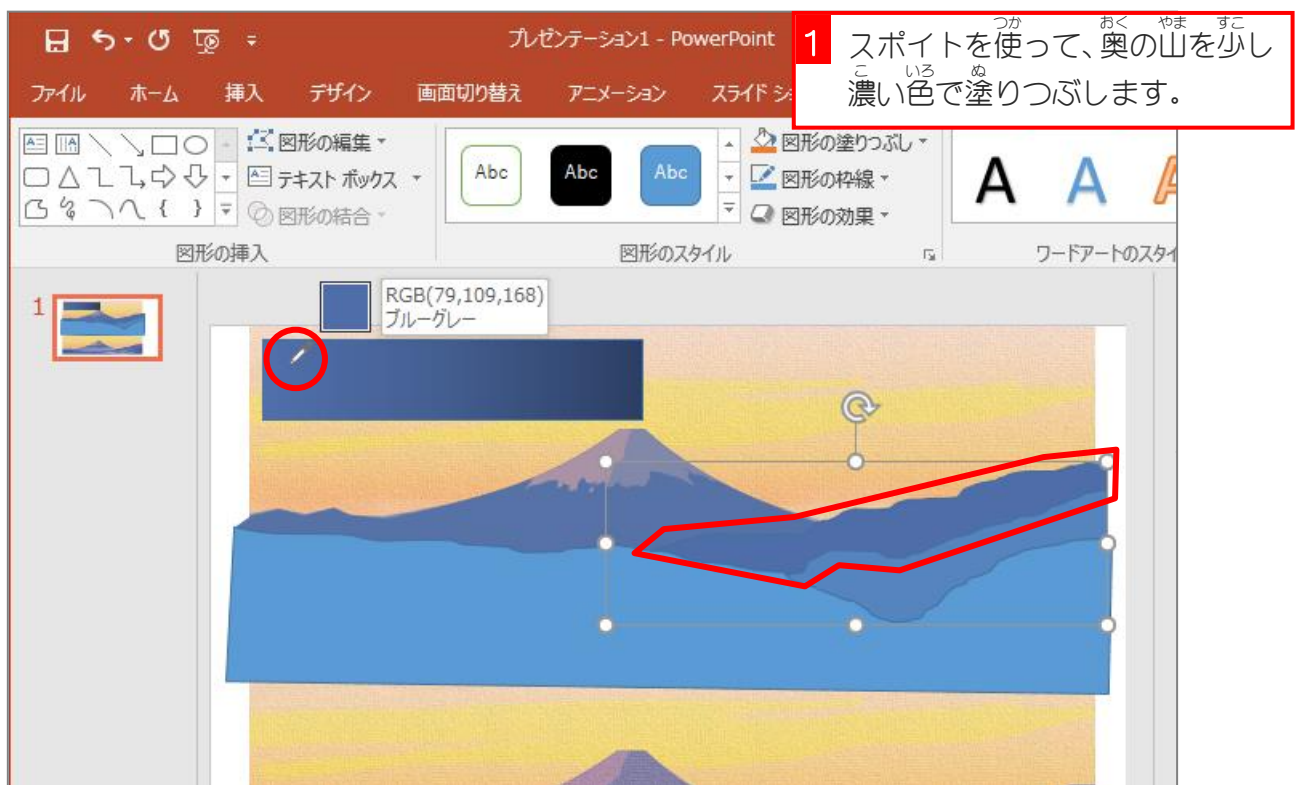 プレゼンテーション1 - PowerPoint
1
つか おく やま すこ
スポイトを使って、奥の山を少し
こ いろ ぬ
濃い色で塗りつぶします。
ファイル ホーム 挿入 デザイン 画面切り替え アニメーション スライド
図形の編集
テキスト ボックス
図形の結合
Abc Abc Abc
図形の塗りつぶし
図形の枠線
図形の効果
A A A
図形の挿入 図形のスタイル ワードアートのスタイ
1
RGB(79,109,168)
ブルーグレー